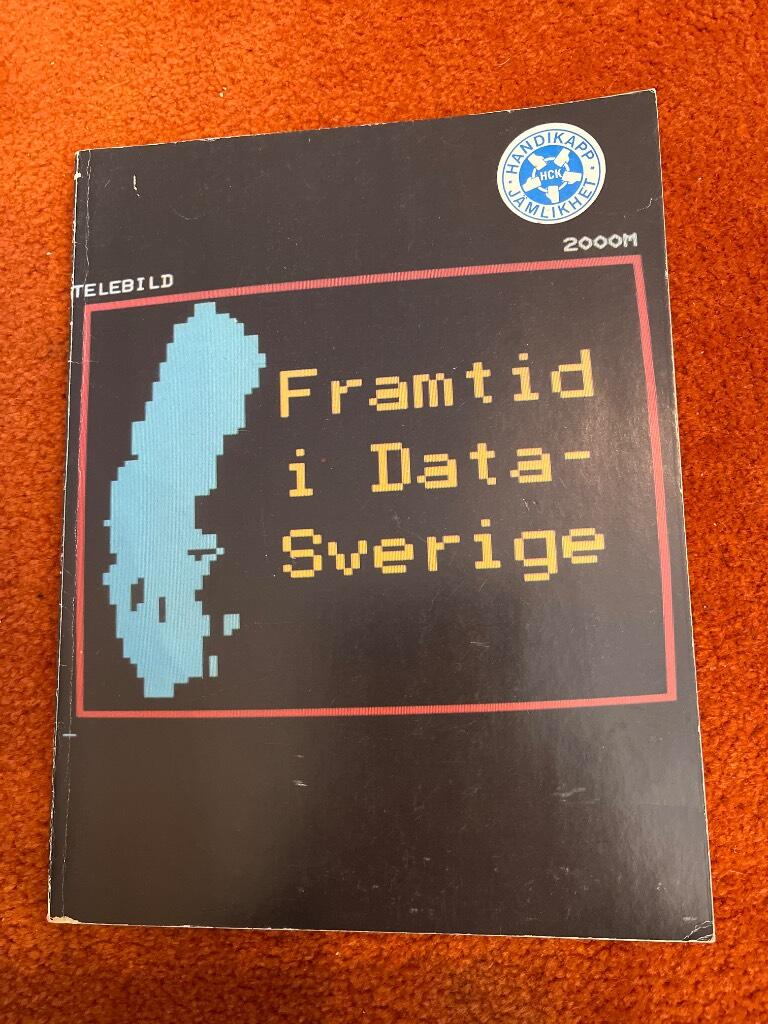 HANDIKAPP
HCK
JÄMLIKHET
2000M
TELEBILD
Framtid
i Data-
Sverige